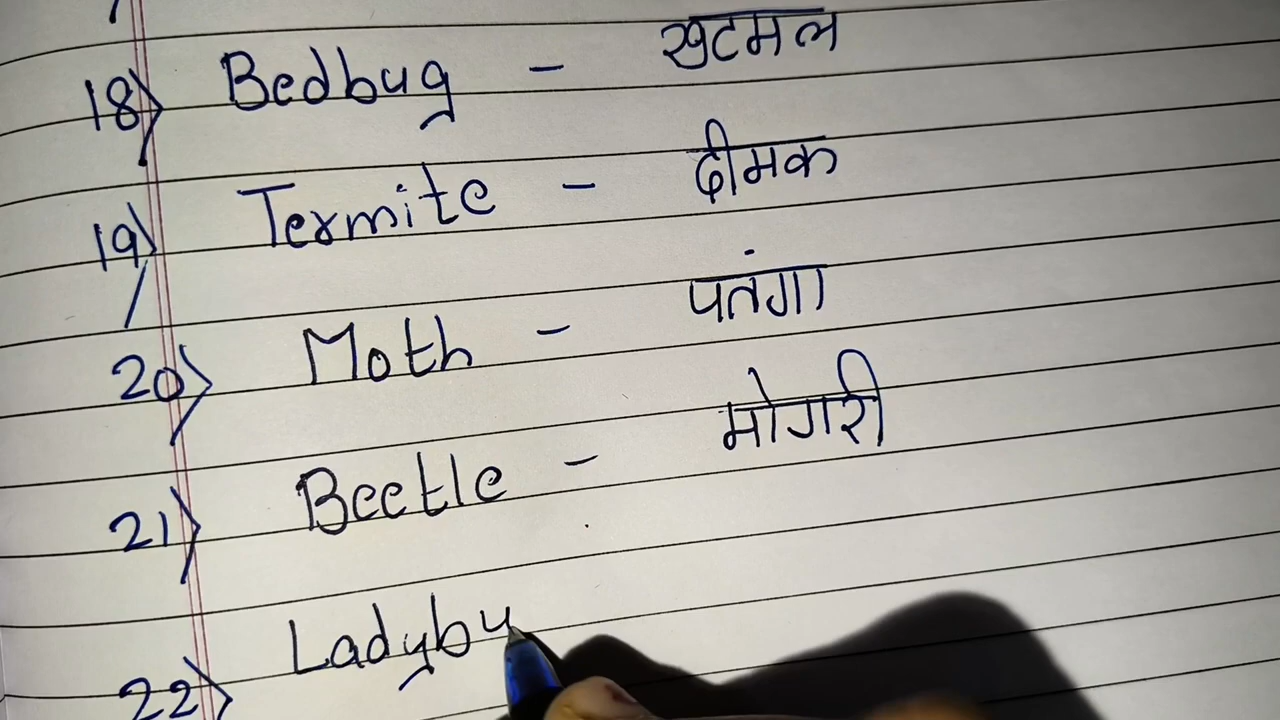 18) Bedbug - खटमल
19) Termite - दीमक
20) Moth - पतंगा
21) Beetle - मोगरी
22) Ladybu